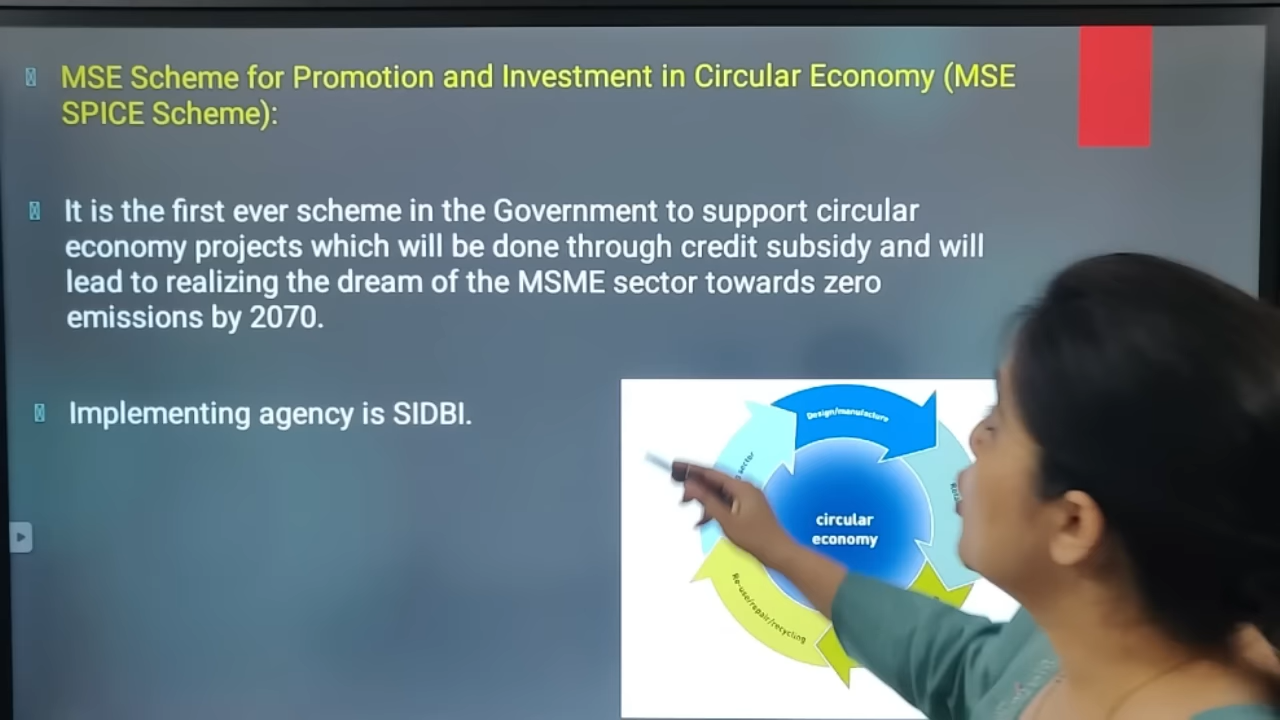 MSE Scheme for Promotion and Investment in Circular Economy (MSE
SPICE Scheme):
It is the first ever scheme in the Government to support circular
economy projects which will be done through credit subsidy and will
lead to realizing the dream of the MSME sector towards zero
emissions by 2070.
Implementing agency is SIDBI.
Design/manufacture
sector
circular
economy
Re-use/repair/recycling